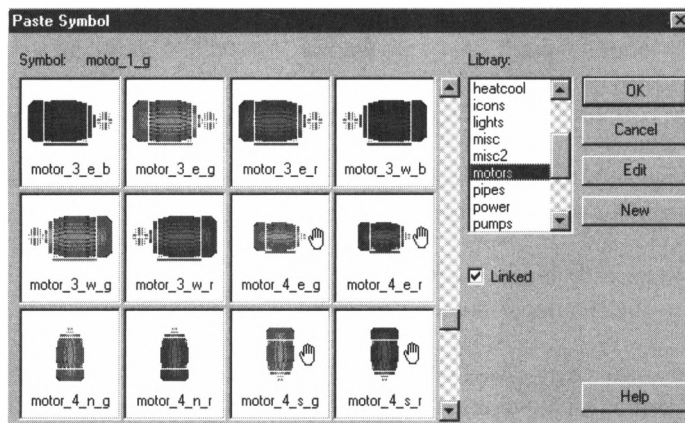 Paste Symbol
Symbol: motor_1_g
Library:
motor_3_e_b
motor_3_e_g
motor_3_e_r
motor_3_w_b
motor_3_w_g
motor_3_w_r
motor_4_e_g
motor_4_e_r
motor_4_n_g
motor_4_n_r
motor_4_s_g
motor_4_s_r
heatcool
icons
lights
misc
misc2
motors
pipes
power
pumps
OK
Cancel
Edit
New
Linked
Help